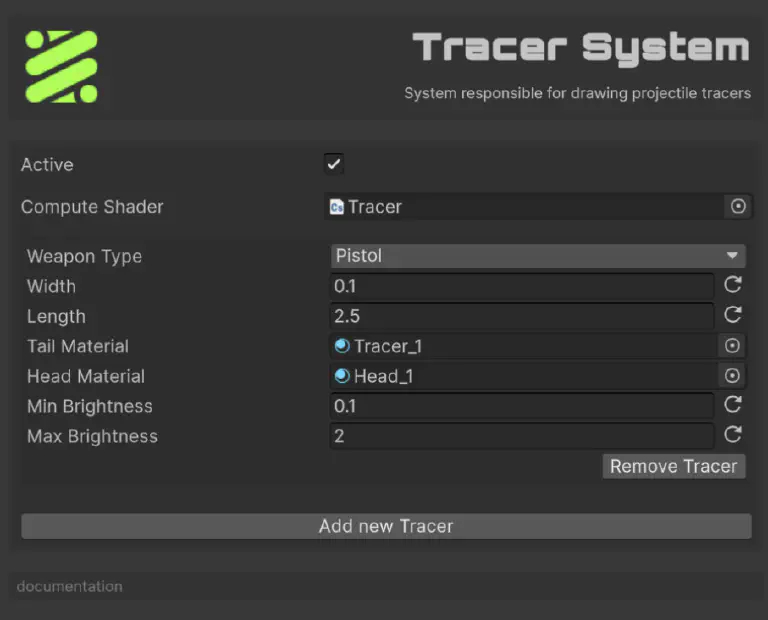 Tracer System
System responsible for drawing projectile tracers
Active
Compute Shader Cs Tracer
Weapon Type Pistol
Width 0.1
Length 2.5
Tail Material Tracer_1
Head Material Head_1
Min Brightness 0.1
Max Brightness 2
Remove Tracer
Add new Tracer
documentation